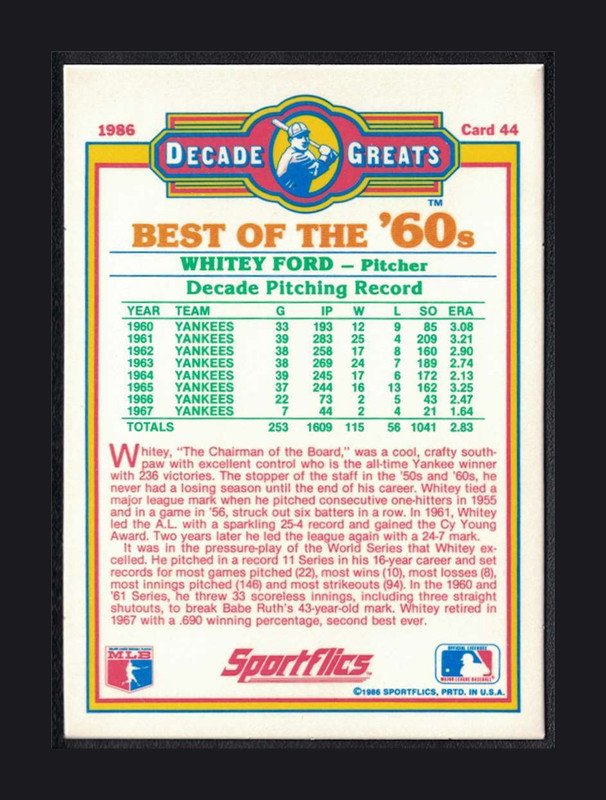 1986
Card 44
DECADE GREATS
TM
BEST OF THE '60s
WHITEY FORD – Pitcher
Decade Pitching Record
YEAR TEAM G IP W L SO ERA
1960 YANKEES 33 193 12 9 85 3.08
1961 YANKEES 39 283 25 4 209 3.21
1962 YANKEES 38 258 17 8 160 2.90
1963 YANKEES 38 269 24 7 189 2.74
1964 YANKEES 39 245 17 6 172 2.13
1965 YANKEES 37 244 16 13 162 3.25
1966 YANKEES 22 73 2 5 43 2.47
1967 YANKEES 7 44 2 4 21 1.64
TOTALS 253 1609 115 56 1041 2.83
Whitey, "The Chairman of the Board," was a cool, crafty south-
paw with excellent control who is the all-time Yankee winner
with 236 victories. The stopper of the staff in the '50s and '60s, he
never had a losing season until the end of his career. Whitey tied a
major league mark when he pitched consecutive one-hitters in 1955
and in a game in '56, struck out six batters in a row. In 1961, Whitey
led the A.L. with a sparkling 25-4 record and gained the Cy Young
Award. Two years later he led the league again with a 24-7 mark.
It was in the pressure-play of the World Series that Whitey ex-
celled. He pitched in a record 11 Series in his 16-year career and set
records for most games pitched (22), most wins (10), most losses (8),
most innings pitched (146) and most strikeouts (94). In the 1960 and
'61 Series, he threw 33 scoreless innings, including three straight
shutouts, to break Babe Ruth's 43-year-old mark. Whitey retired in
1967 with a .690 winning percentage, second best ever.
MAJOR LEAGUE BASEBALL PLAYERS
MLB
Sportflics
TM
OFFICIAL LICENSEE
MAJOR LEAGUE BASEBALL
©1986 SPORTFLICS, PRTD. IN U.S.A.